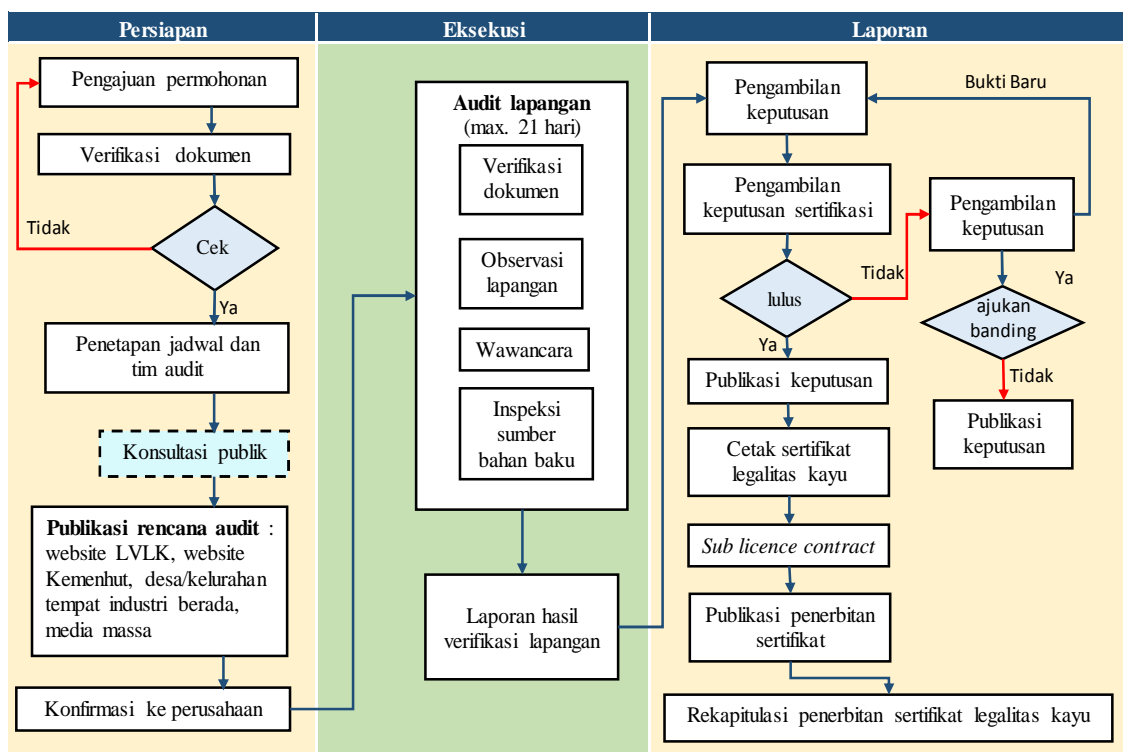 Persiapan
Pengajuan permohonan
Verifikasi dokumen
Tidak
Cek
Ya
Penetapan jadwal dan
tim audit
Konsultasi publik
Publikasi rencana audit :
website LVLK, website
Kemenhut, desa/kelurahan
tempat industri berada,
media massa
Konfirmasi ke perusahaan
Eksekusi
Audit lapangan
(max. 21 hari)
Verifikasi
dokumen
Observasi
lapangan
Wawancara
Inspeksi
sumber
bahan baku
Laporan hasil
verifikasi lapangan
Laporan
Pengambilan
keputusan
Bukti Baru
Pengambilan
keputusan sertifikasi
Pengambilan
keputusan
Tidak
lulus
Ya
Ya
ajukan
banding
Tidak
Publikasi
keputusan
Publikasi keputusan
Cetak sertifikat
legalitas kayu
Sub licence contract
Publikasi penerbitan
sertifikat
Rekapitulasi penerbitan sertifikat legalitas kayu